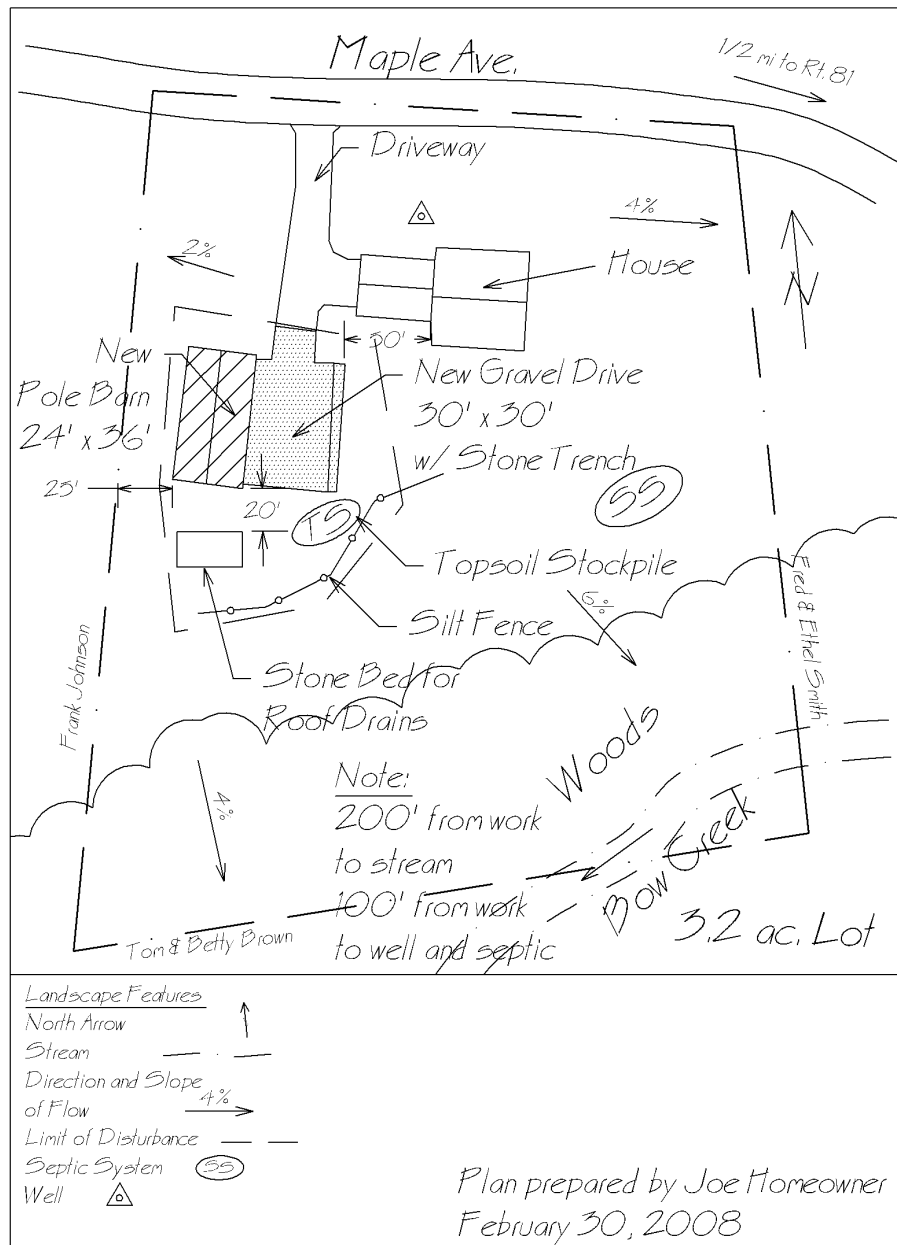 Maple Ave.
1/2 mi to Rt. 81
Driveway
4%
2%
House
30'
New
Pole Barn
24' x 36'
New Gravel Drive
30' x 30'
w/ Stone Trench
25'
20'
TS
SS
Topsoil Stockpile
Silt Fence
6%
Stone Bed for
Roof Drains
Frank Johnson
Fred & Ethel Smith
Woods
4%
Note:
200' from work
to stream
100' from work
to well and septic
Bow Creek
3.2 ac. Lot
Tom & Betty Brown
Landscape Features
North Arrow
Stream
Direction and Slope
of Flow 4%
Limit of Disturbance
Septic System SS
Well
Plan prepared by Joe Homeowner
February 30, 2008
N